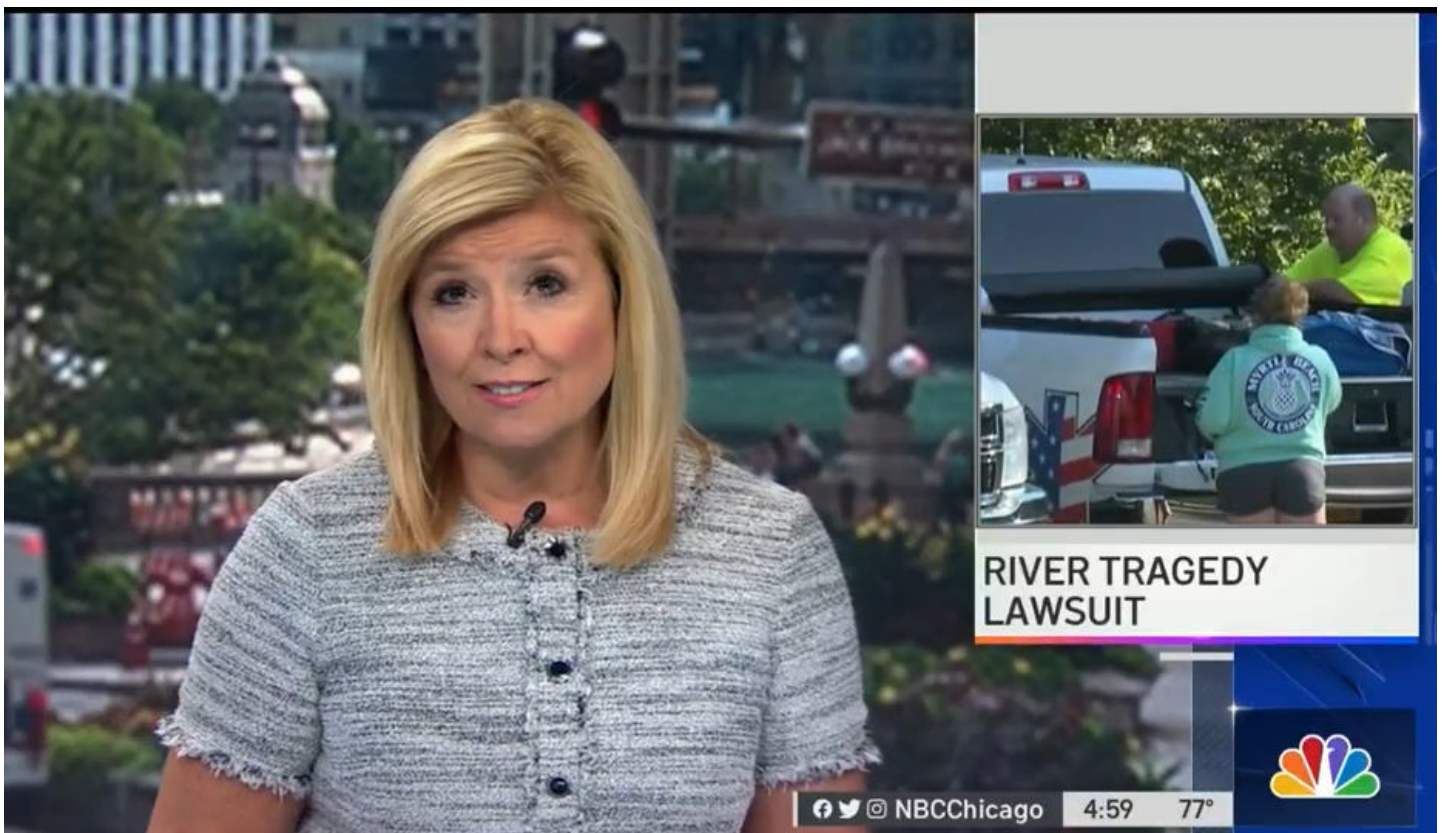 MYRTLE BEACH
SOUTH CAROLINA
RIVER TRAGEDY
LAWSUIT
NBCChicago
4:59
77°